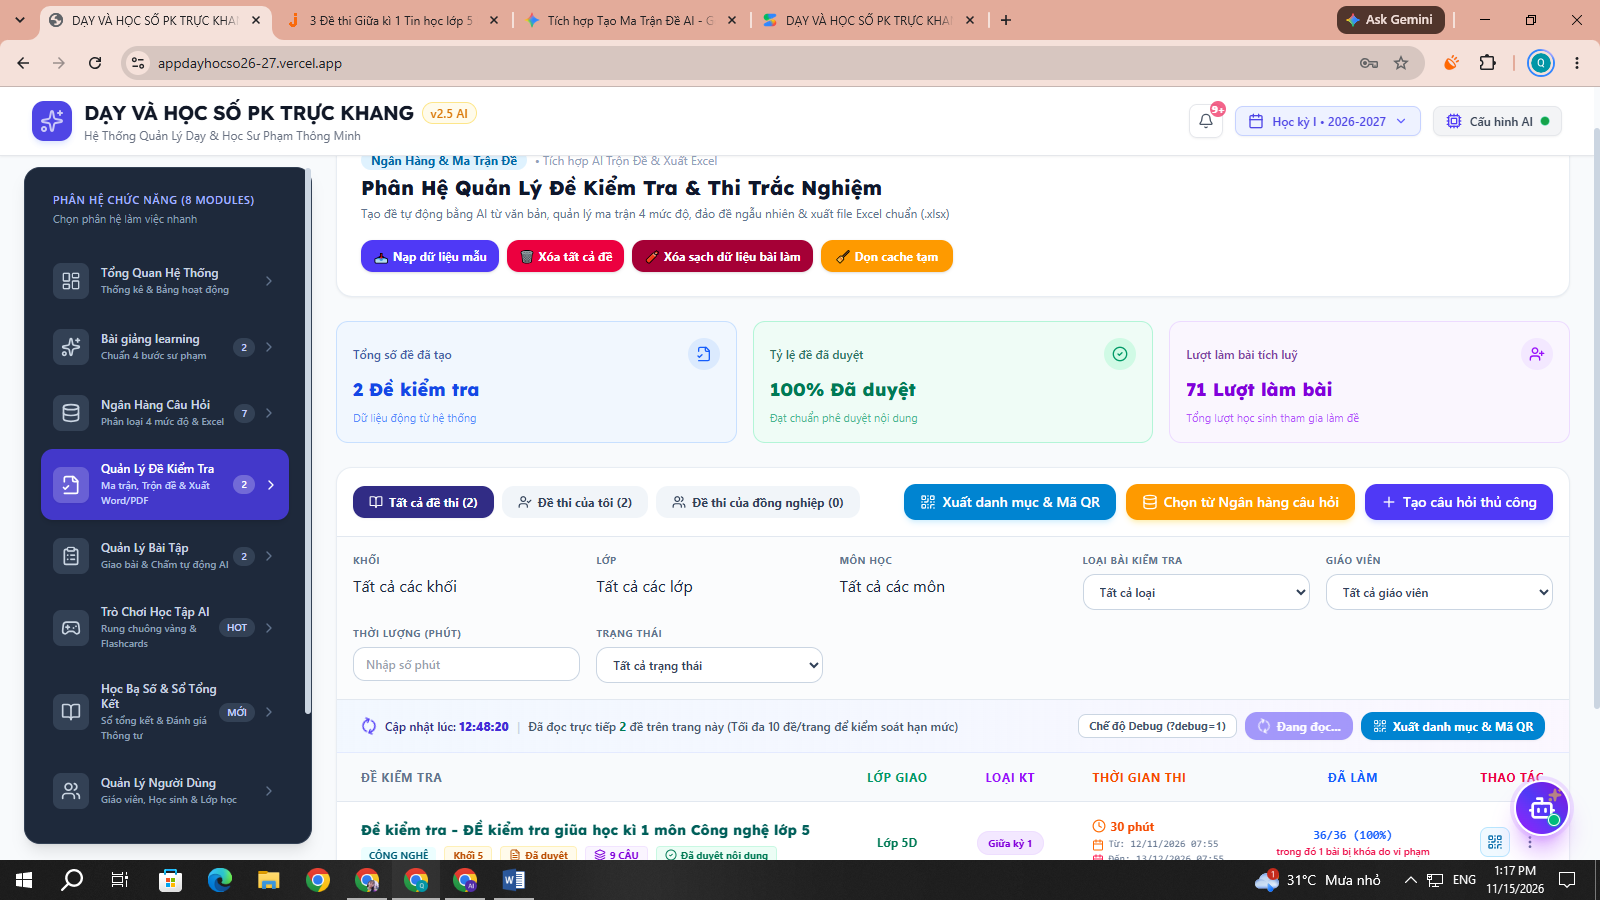 DẠY VÀ HỌC SỐ PK TRỰC KHAN
3 Đề thi Giữa kì 1 Tin học lớp 5
Tích hợp Tạo Ma Trận Đề AI - G
DẠY VÀ HỌC SỐ PK TRỰC KHAN
Ask Gemini
appdayhocso26-27.vercel.app
Q
DẠY VÀ HỌC SỐ PK TRỰC KHANG
v2.5 AI
Hệ Thống Quản Lý Dạy & Học Sư Phạm Thông Minh
9+
Học kỳ I • 2026-2027
Cấu hình AI
PHÂN HỆ CHỨC NĂNG (8 MODULES)
Chọn phân hệ làm việc nhanh
Tổng Quan Hệ Thống
Thống kê & Bảng hoạt động
Bài giảng learning
Chuẩn 4 bước sư phạm
2
Ngân Hàng Câu Hỏi
Phân loại 4 mức độ & Excel
7
Quản Lý Đề Kiểm Tra
Ma trận, Trộn đề & Xuất
Word/PDF
2
Quản Lý Bài Tập
Giao bài & Chấm tự động AI
2
Trò Chơi Học Tập AI
Rung chuông vàng &
Flashcards
HOT
Học Bạ Số & Sổ Tổng
Kết
Sổ tổng kết & Đánh giá
Thông tư
MỚI
Quản Lý Người Dùng
Giáo viên, Học sinh & Lớp học
Ngân Hàng & Ma Trận Đề
• Tích hợp AI Trộn Đề & Xuất Excel
Phân Hệ Quản Lý Đề Kiểm Tra & Thi Trắc Nghiệm
Tạo đề tự động bằng AI từ văn bản, quản lý ma trận 4 mức độ, đảo đề ngẫu nhiên & xuất file Excel chuẩn (.xlsx)
Nạp dữ liệu mẫu
Xóa tất cả đề
Xóa sạch dữ liệu bài làm
Dọn cache tạm
Tổng số đề đã tạo
2 Đề kiểm tra
Dữ liệu động từ hệ thống
Tỷ lệ đề đã duyệt
100% Đã duyệt
Đạt chuẩn phê duyệt nội dung
Lượt làm bài tích luỹ
71 Lượt làm bài
Tổng lượt học sinh tham gia làm đề
Tất cả đề thi (2)
Đề thi của tôi (2)
Đề thi của đồng nghiệp (0)
Xuất danh mục & Mã QR
Chọn từ Ngân hàng câu hỏi
Tạo câu hỏi thủ công
KHỐI
Tất cả các khối
LỚP
Tất cả các lớp
MÔN HỌC
Tất cả các môn
LOẠI BÀI KIỂM TRA
Tất cả loại
GIÁO VIÊN
Tất cả giáo viên
THỜI LƯỢNG (PHÚT)
Nhập số phút
TRẠNG THÁI
Tất cả trạng thái
Cập nhật lúc: 12:48:20 | Đã đọc trực tiếp 2 đề trên trang này (Tối đa 10 đề/trang để kiểm soát hạn mức)
Chế độ Debug (?debug=1)
Đang đọc...
Xuất danh mục & Mã QR
ĐỀ KIỂM TRA
LỚP GIAO
LOẠI KT
THỜI GIAN THI
ĐÃ LÀM
THAO TÁC
Đề kiểm tra - ĐỀ kiểm tra giữa học kì 1 môn Công nghệ lớp 5
CÔNG NGHỆ
Khối 5
Đã duyệt
9 CÂU
Đã duyệt nội dung
Lớp 5D
Giữa kỳ 1
30 phút
Từ: 12/11/2026 07:55
Đến: 13/12/2026 07:55
36/36 (100%)
trong đó 1 bài bị khóa do vi phạm
1
31°C Mưa nhỏ
ENG
1:17 PM
11/15/2026